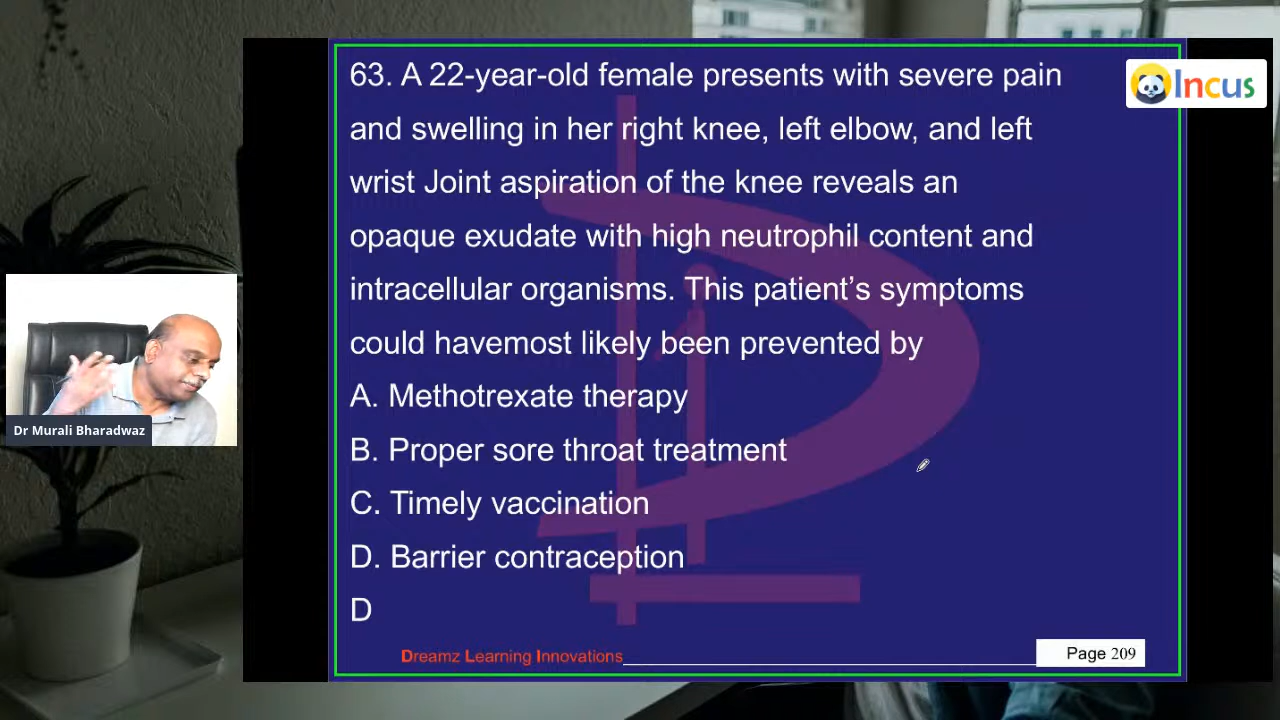 63. A 22-year-old female presents with severe pain
and swelling in her right knee, left elbow, and left
wrist Joint aspiration of the knee reveals an
opaque exudate with high neutrophil content and
intracellular organisms. This patient's symptoms
could havemost likely been prevented by
A. Methotrexate therapy
B. Proper sore throat treatment
C. Timely vaccination
D. Barrier contraception
D
Dreamz Learning Innovations
Page 209
Incus
Dr Murali Bharadwaz